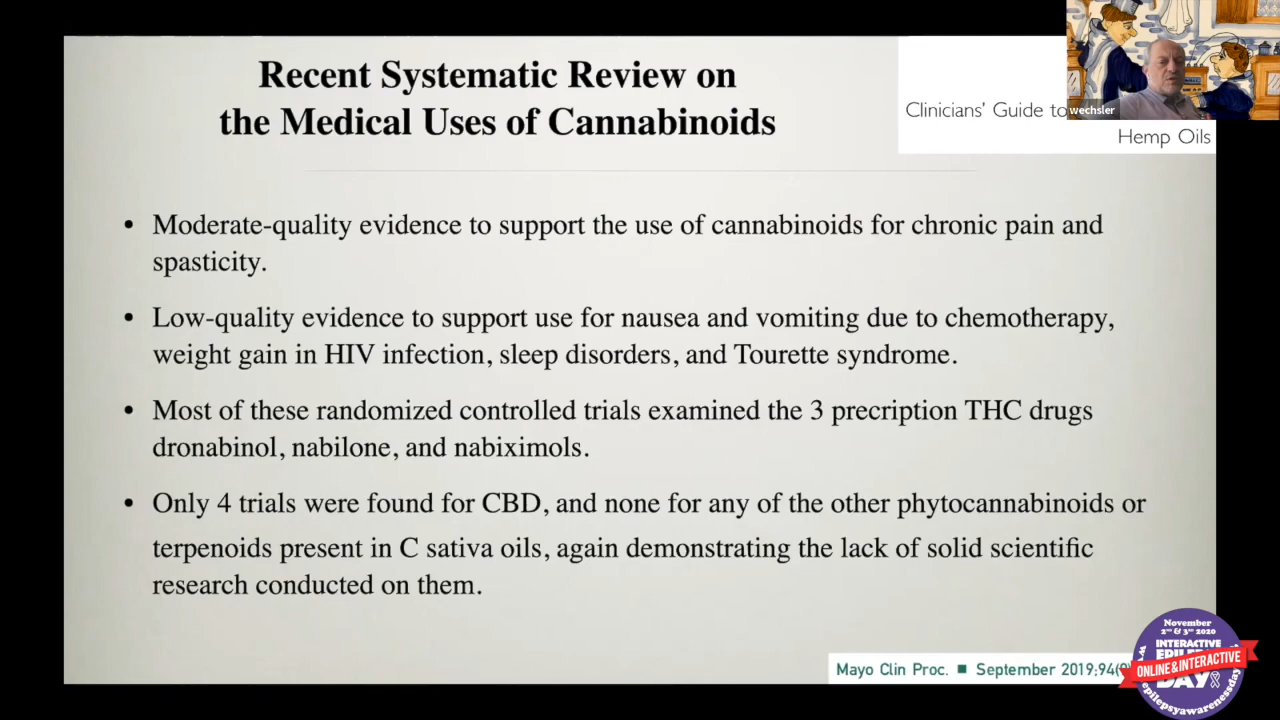 Recent Systematic Review on
the Medical Uses of Cannabinoids
Clinicians' Guide to
Hemp Oils
wechsler
• Moderate-quality evidence to support the use of cannabinoids for chronic pain and
spasticity.
• Low-quality evidence to support use for nausea and vomiting due to chemotherapy,
weight gain in HIV infection, sleep disorders, and Tourette syndrome.
• Most of these randomized controlled trials examined the 3 precription THC drugs
dronabinol, nabilone, and nabiximols.
• Only 4 trials were found for CBD, and none for any of the other phytocannabinoids or
terpenoids present in C sativa oils, again demonstrating the lack of solid scientific
research conducted on them.
Mayo Clin Proc. ■ September 2019;94(9)
November
2nd & 3rd 2020
INTERACTIVE
ONLINE & INTERACTIVE
DAY
epilepsyawarenessday